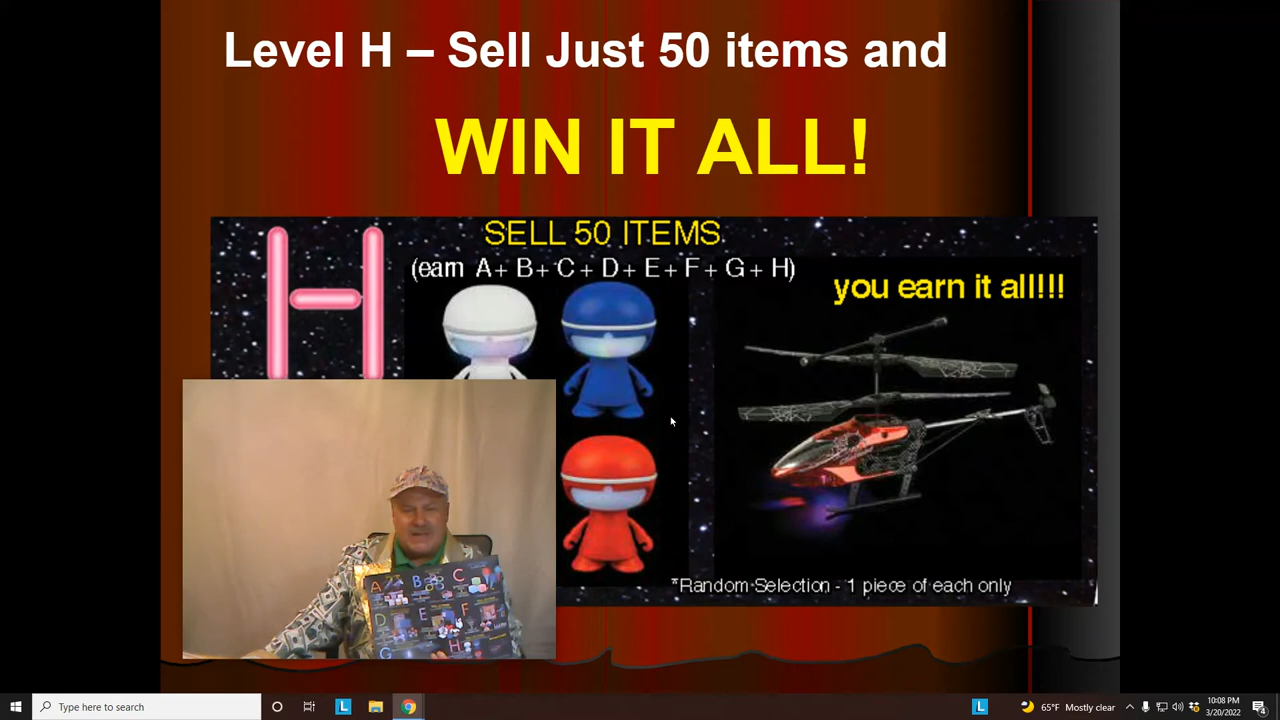 Level H – Sell Just 50 items and
WIN IT ALL!
H
SELL 50 ITEMS
(earn A+ B+ C + D + E + F + G + H)
you earn it all!!!
*Random Selection - 1 piece of each only
A
B
C
D
E
F
G
H
Type here to search
L
L
65°F Mostly clear
10:08 PM
3/20/2022
4